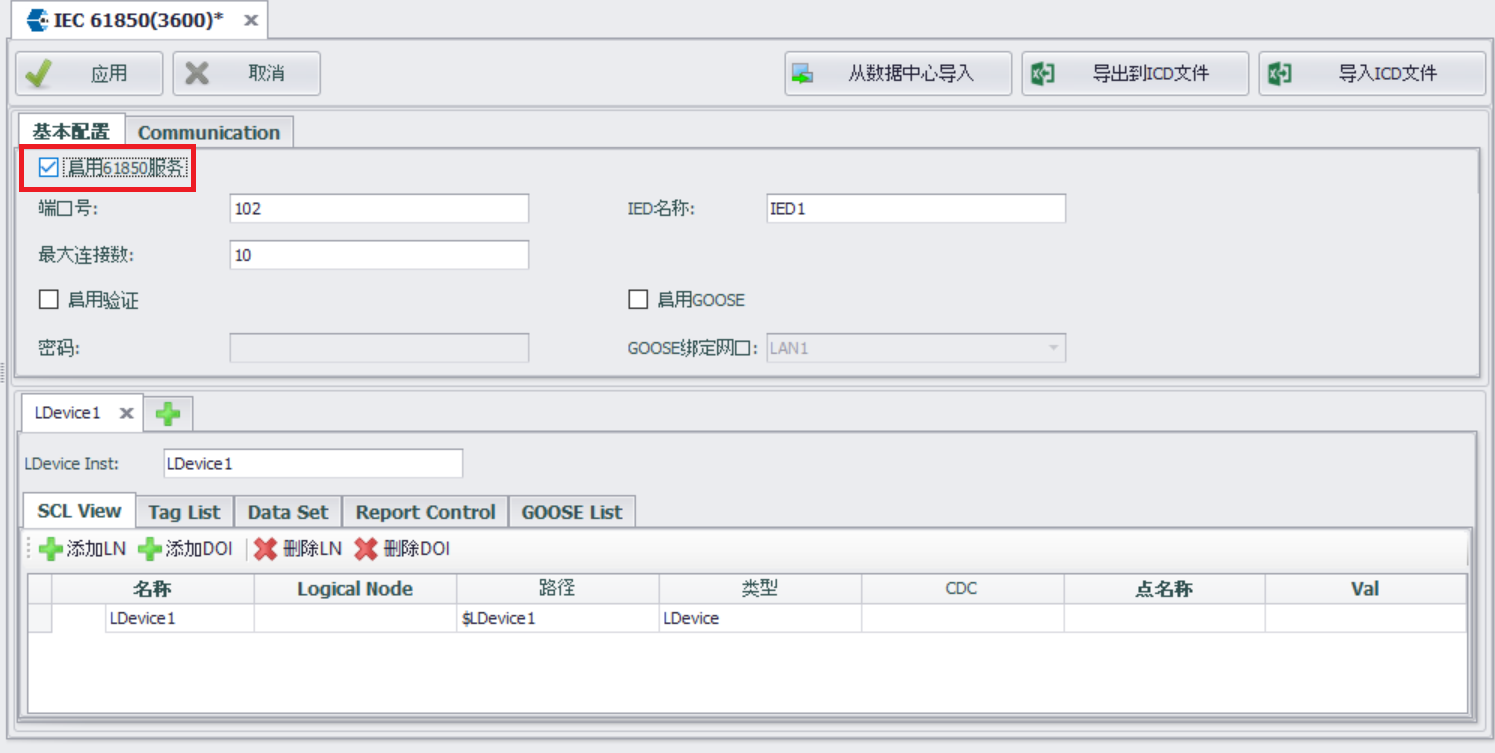 IEC 61850(3600)*
应用 取消 从数据中心导入 导出到ICD文件 导入ICD文件
基本配置 Communication
启用61850服务
端口号: 102 IED名称: IED1
最大连接数: 10
启用验证 启用GOOSE
密码: GOOSE绑定网口: LAN1
LDevice1
LDevice Inst: LDevice1
SCL View Tag List Data Set Report Control GOOSE List
添加LN 添加DOI 删除LN 删除DOI
名称 Logical Node 路径 类型 CDC 点名称 Val
LDevice1 $LDevice1 LDevice